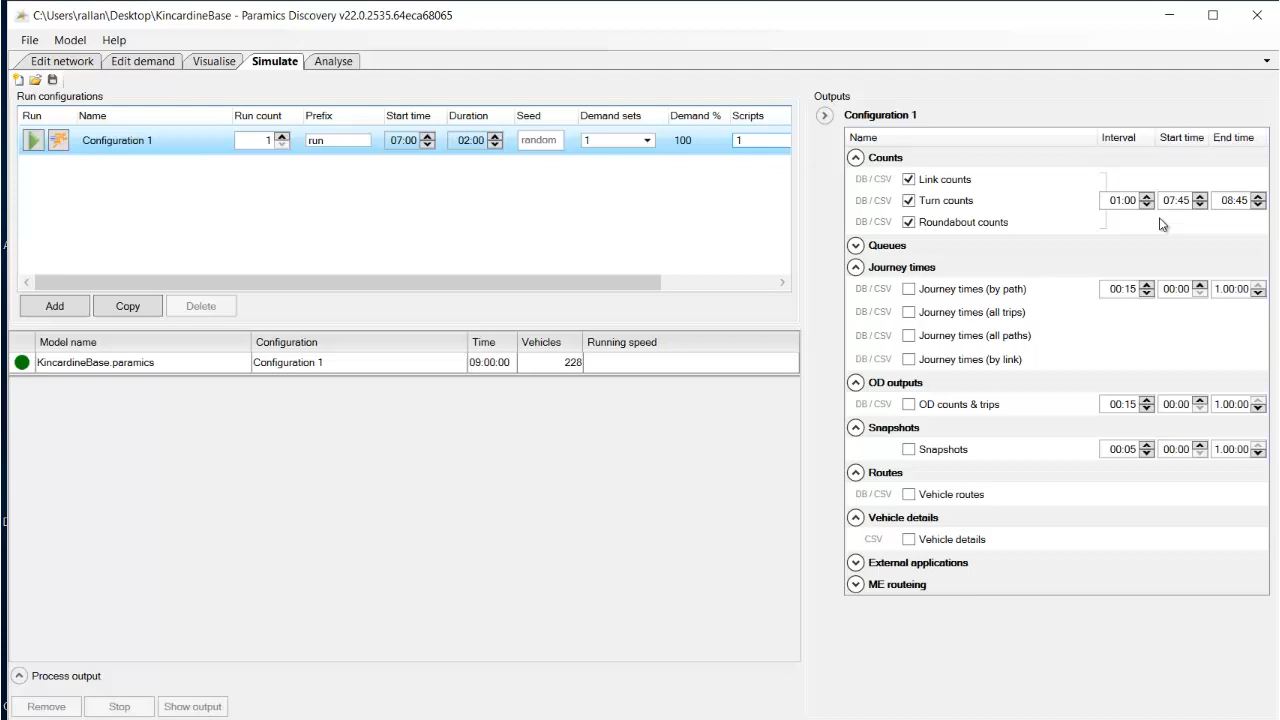 C:\Users\rallan\Desktop\KincardineBase - Paramics Discovery v22.0.2535.64eca68065
File Model Help
Edit network Edit demand Visualise Simulate Analyse
Run configurations
Run Name Run count Prefix Start time Duration Seed Demand sets Demand % Scripts
Configuration 1 1 run 07:00 02:00 random 1 100 1
Add Copy Delete
Model name Configuration Time Vehicles Running speed
KincardineBase.paramics Configuration 1 09:00:00 228
Process output
Remove Stop Show output
Outputs
Configuration 1
Name Interval Start time End time
Counts
DB / CSV Link counts
DB / CSV Turn counts 01:00 07:45 08:45
DB / CSV Roundabout counts
Queues
Journey times
DB / CSV Journey times (by path) 00:15 00:00 1.00:00
DB / CSV Journey times (all trips)
DB / CSV Journey times (all paths)
DB / CSV Journey times (by link)
OD outputs
DB / CSV OD counts & trips 00:15 00:00 1.00:00
Snapshots
Snapshots 00:05 00:00 1.00:00
Routes
DB / CSV Vehicle routes
Vehicle details
CSV Vehicle details
External applications
ME routeing